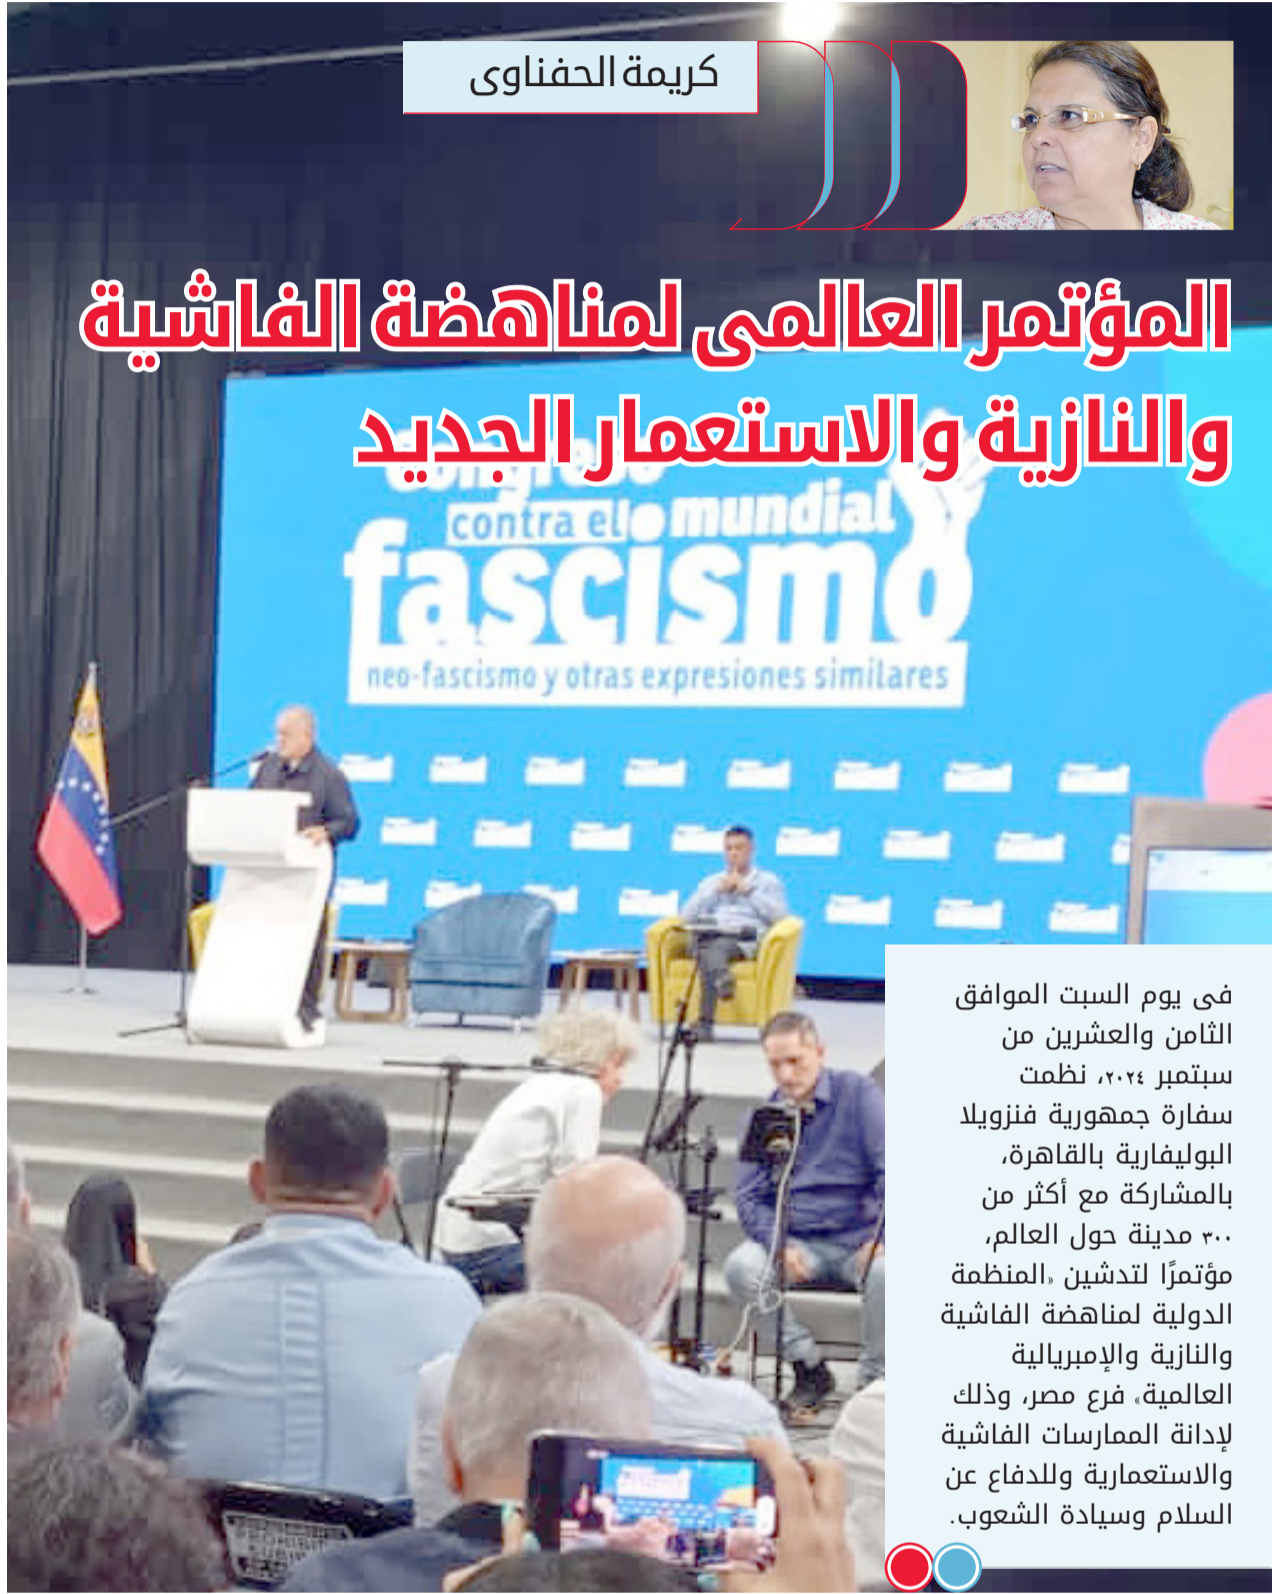 كريمة الحفناوى
المؤتمر العالمى لمناهضة الفاشية
والنازية والاستعمار الجديد
congreso
mundial
contra el
fascismo
neo-fascismo y otras expresiones similares
فى يوم السبت الموافق
الثامن والعشرين من
سبتمبر ٢٠٢٤، نظمت
سفارة جمهورية فنزويلا
البوليفارية بالقاهرة،
بالمشاركة مع أكثر من
٣٠٠ مدينة حول العالم،
مؤتمرًا لتدشين «المنظمة
الدولية لمناهضة الفاشية
والنازية والإمبريالية
العالمية» فرع مصر، وذلك
لإدانة الممارسات الفاشية
والاستعمارية وللدفاع عن
السلام وسيادة الشعوب.